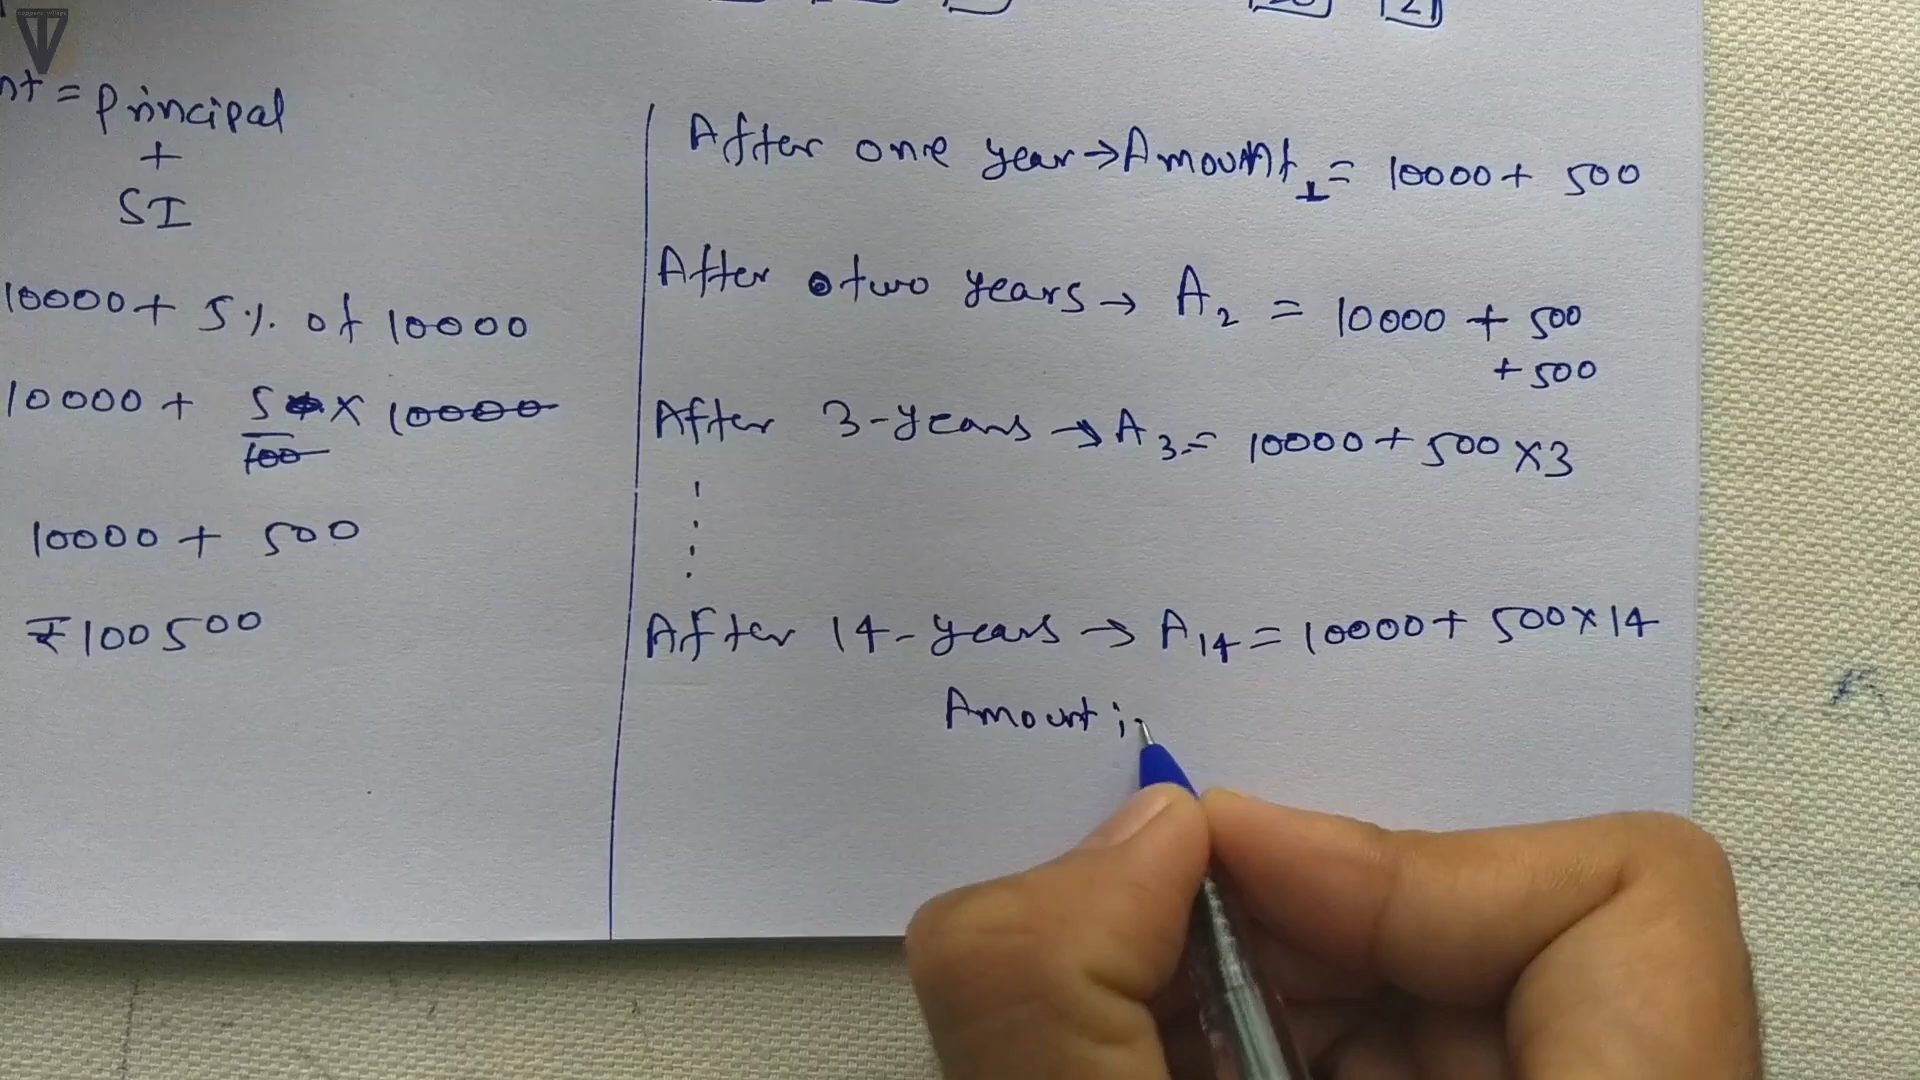 nt = Principal
+
SI
10000 + 5% of 10000
10000 + 5 × 10000
100
10000 + 500
₹100500
After one year → Amount 1 = 10000 + 500
After two years → A2 = 10000 + 500
+ 500
After 3-years → A3 = 10000 + 500 × 3
After 14-years → A14 = 10000 + 500 × 14
Amount i